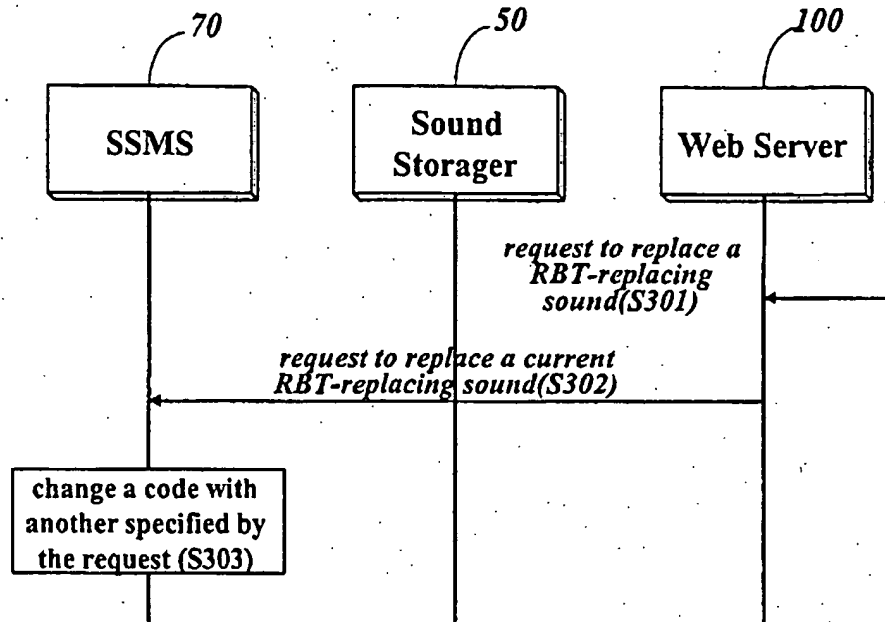 70
50
100
SSMS
Sound
Storager
Web Server
request to replace a
RBT-replacing
sound(S301)
request to replace a current
RBT-replacing sound(S302)
change a code with
another specified by
the request (S303)